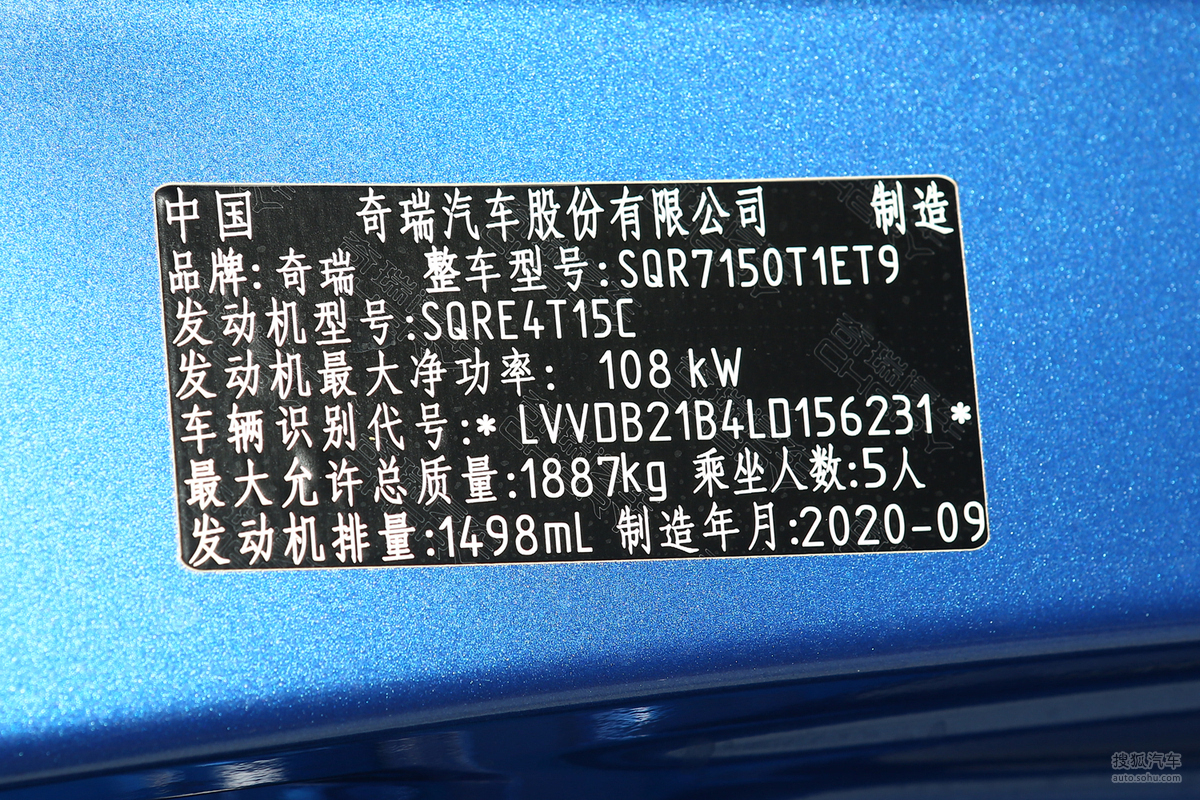 中国 奇瑞汽车股份有限公司 制造
品牌: 奇瑞 整车型号:SQR7150T1ET9
发动机型号:SQRE4T15C
发动机最大净功率: 108 kW
车辆识别代号:* LVVDB21B4LD156231 *
最大允许总质量:1887kg 乘坐人数:5人
发动机排量:1498mL 制造年月:2020-09
搜狐汽车
auto.sohu.com